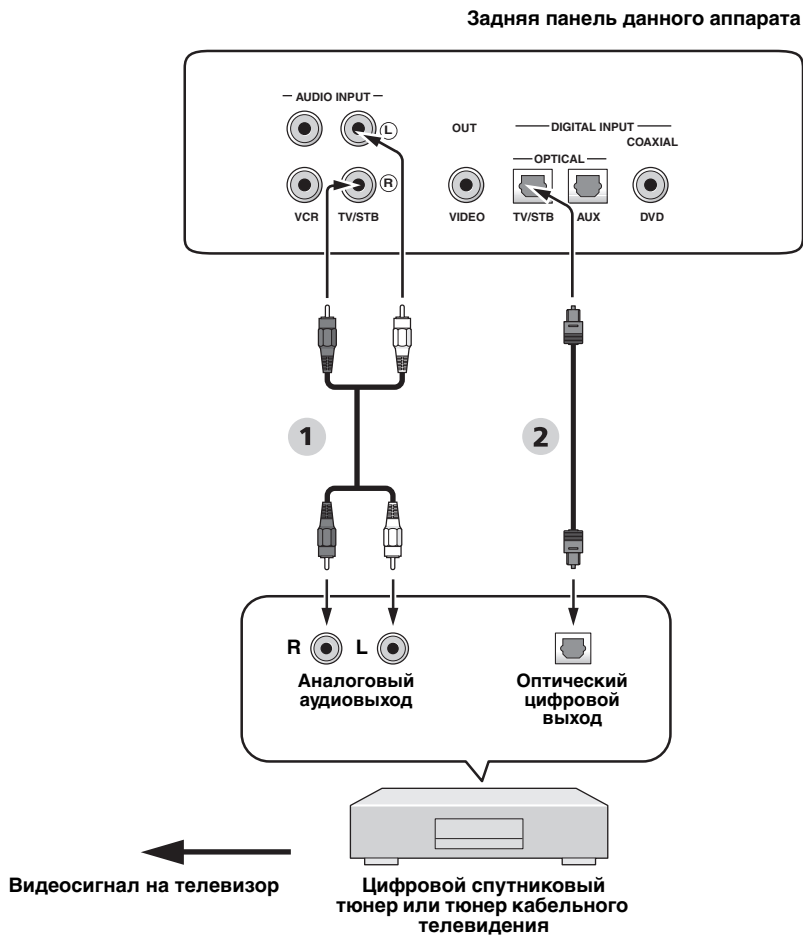 Задняя панель данного аппарата
AUDIO INPUT
L
R
VCR
TV/STB
OUT
VIDEO
DIGITAL INPUT
COAXIAL
OPTICAL
TV/STB
AUX
DVD
1
2
R
L
Аналоговый
аудиовыход
Оптический
цифровой
выход
Видеосигнал на телевизор
Цифровой спутниковый
тюнер или тюнер кабельного
телевидения